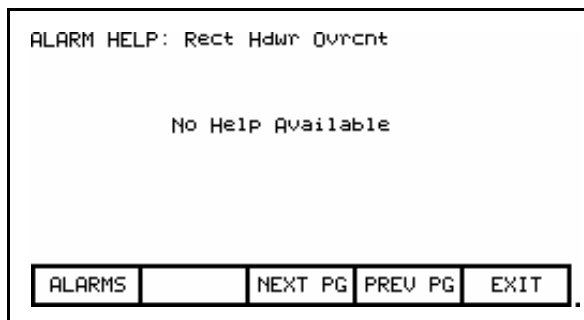 ALARM HELP: Rect Hdwr Ovrcnt
No Help Available
ALARMS NEXT PG PREV PG EXIT